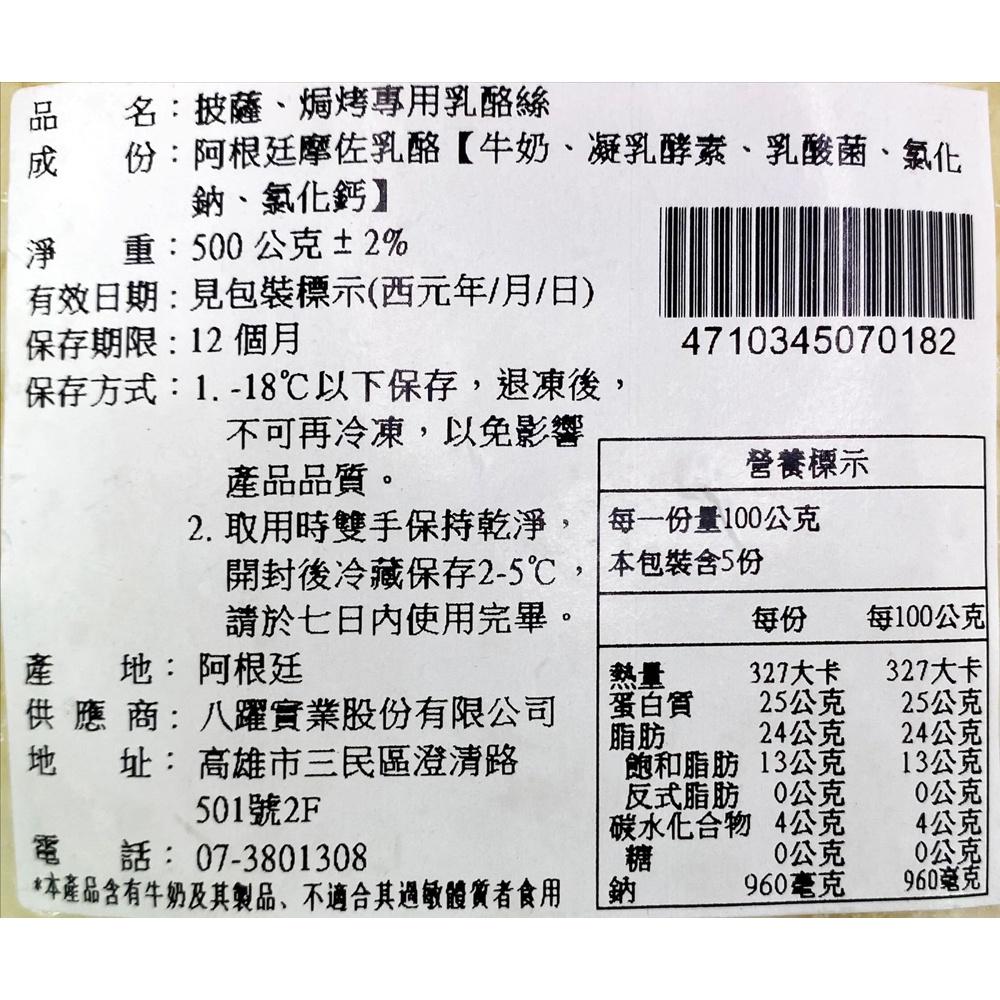 品名：披薩、焗烤專用乳酪絲
成份：阿根廷摩佐乳酪【牛奶、凝乳酵素、乳酸菌、氯化
鈉、氯化鈣】
淨重：500 公克 ± 2%
有效日期：見包裝標示(西元年/月/日)
保存期限：12 個月
保存方式：1. -18℃以下保存，退凍後，
不可再冷凍，以免影響
產品品質。
2. 取用時雙手保持乾淨，
開封後冷藏保存2-5℃，
請於七日內使用完畢。
產地：阿根廷
供應商：八躍實業股份有限公司
地址：高雄市三民區澄清路
501號2F
電話：07-3801308
*本產品含有牛奶及其製品、不適合其過敏體質者食用
4710345070182
營養標示
每一份量100公克
本包裝含5份
每份 每100公克
熱量 327大卡 327大卡
蛋白質 25公克 25公克
脂肪 24公克 24公克
飽和脂肪 13公克 13公克
反式脂肪 0公克 0公克
碳水化合物 4公克 4公克
糖 0公克 0公克
鈉 960毫克 960毫克